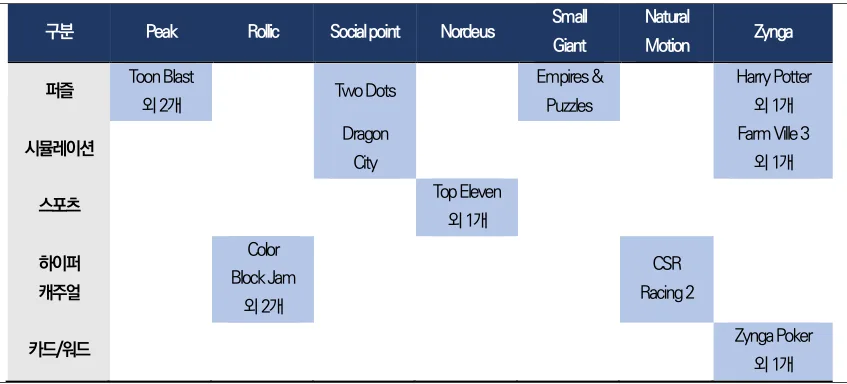 구분 Peak Rollic Social point Nordeus Small Giant Natural Motion Zynga
퍼즐 Toon Blast 외 2개 Two Dots Empires & Puzzles Harry Potter 외 1개
시뮬레이션 Dragon City Farm Ville 3 외 1개
스포츠 Top Eleven 외 1개
하이퍼 캐주얼 Color Block Jam 외 2개 CSR Racing 2
카드/워드 Zynga Poker 외 1개